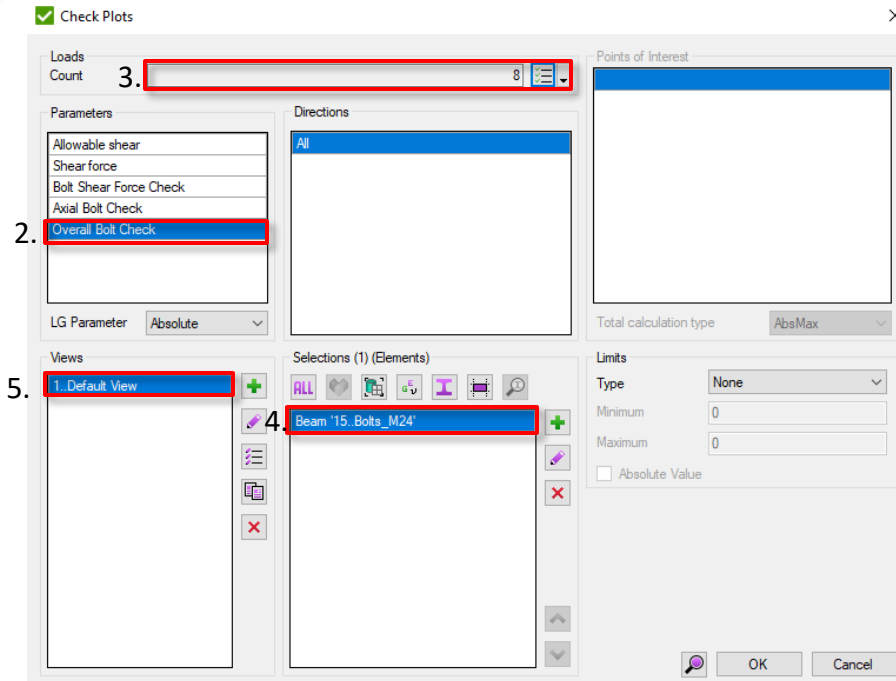 Check Plots
Loads
Count
3.
8
Points of Interest
Parameters
Allowable shear
Shear force
Bolt Shear Force Check
Axial Bolt Check
2.
Overall Bolt Check
LG Parameter
Absolute
Directions
All
Total calculation type
AbsMax
Views
5.
1..Default View
Selections (1) (Elements)
ALL
4.
Beam '15..Bolts_M24'
Limits
Type
None
Minimum
0
Maximum
0
Absolute Value
OK
Cancel